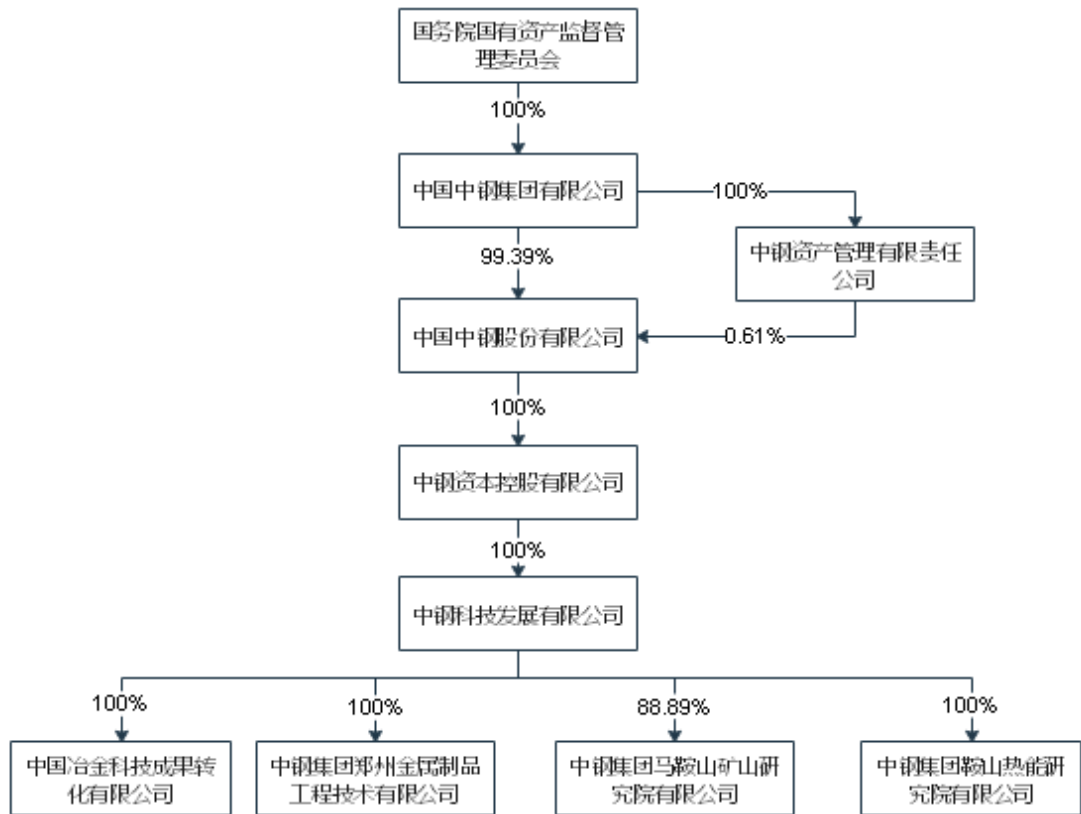 国务院国有资产监督管
理委员会
100%
中国中钢集团有限公司
100%
99.39%
中钢资产管理有限责任
公司
中国中钢股份有限公司
0.61%
100%
中钢资本控股有限公司
100%
中钢科技发展有限公司
100%
100%
88.89%
100%
中国冶金科技成果转
化有限公司
中钢集团郑州金属制品
工程技术有限公司
中钢集团马鞍山矿山研
究院有限公司
中钢集团鞍山热能研
究院有限公司